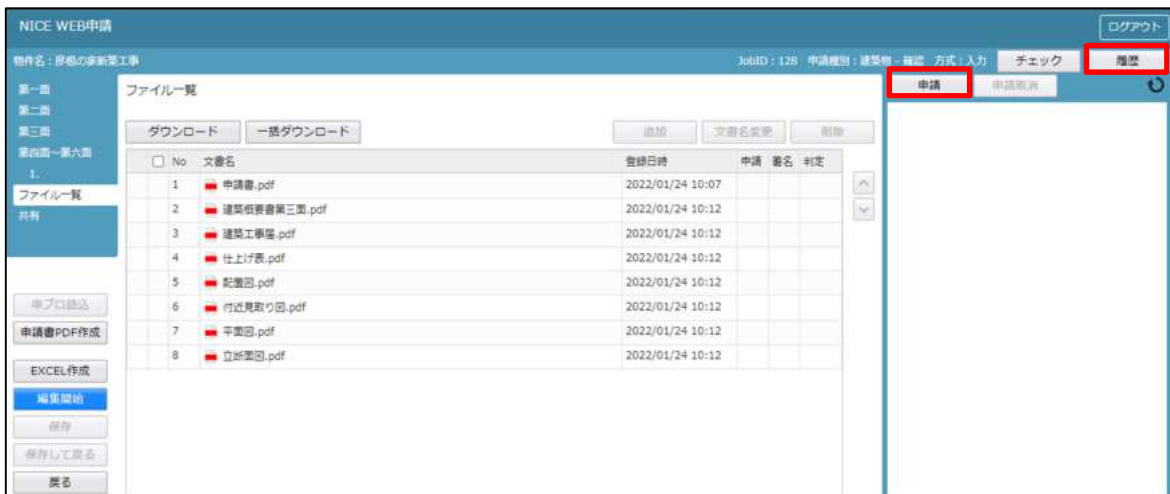 NICE WEB申請
ログアウト
物件名：彦根の家新築工事
JobID：128 申請種別：建築物 - 確認 方式：入力
チェック
履歴
第一面
第二面
第三面
第四面～第六面
1.
ファイル一覧
共有
申プロ読込
申請書PDF作成
EXCEL作成
編集開始
保存
保存して戻る
戻る
ファイル一覧
ダウンロード
一括ダウンロード
追加
文書名変更
削除
No 文書名 登録日時 申請 署名 判定
1 申請書.pdf 2022/01/24 10:07
2 建築概要書第三面.pdf 2022/01/24 10:12
3 建築工事届.pdf 2022/01/24 10:12
4 仕上げ表.pdf 2022/01/24 10:12
5 配置図.pdf 2022/01/24 10:12
6 付近見取り図.pdf 2022/01/24 10:12
7 平面図.pdf 2022/01/24 10:12
8 立断面図.pdf 2022/01/24 10:12
申請
申請取消